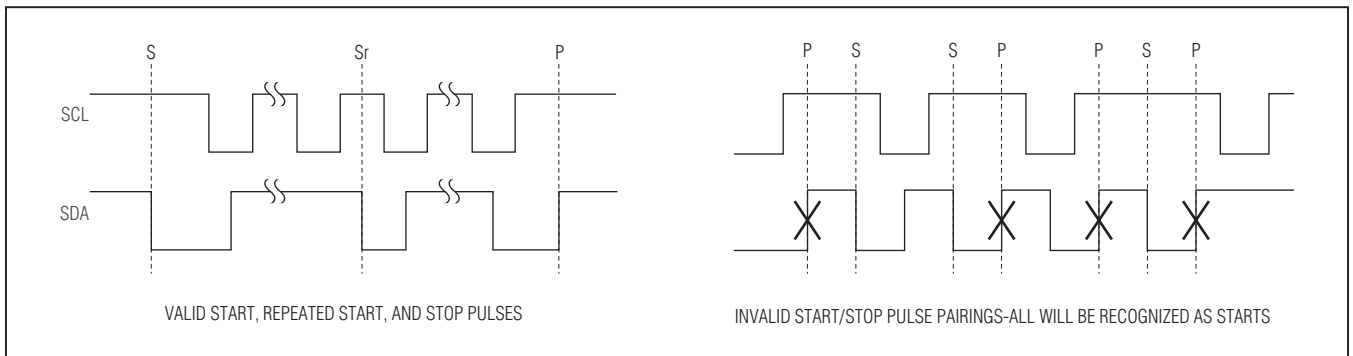 S Sr P
SCL
SDA
VALID START, REPEATED START, AND STOP PULSES
P S S P P S P
INVALID START/STOP PULSE PAIRINGS-ALL WILL BE RECOGNIZED AS STARTS